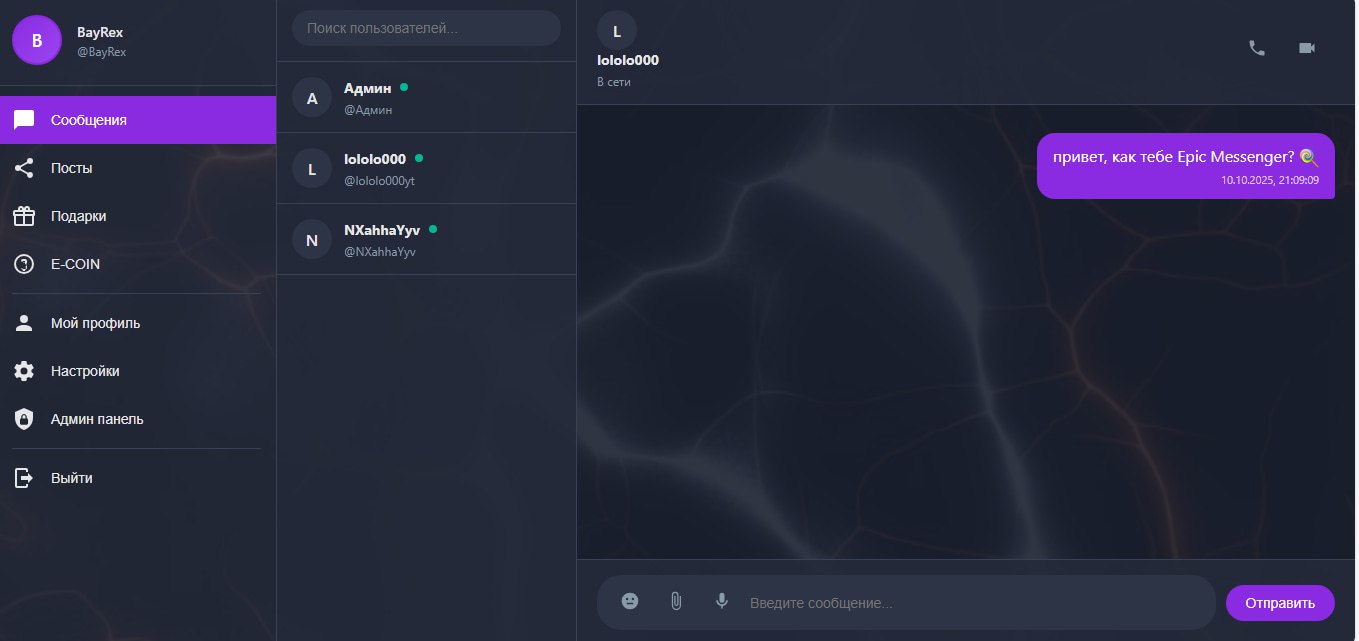 B
BayRex
@BayRex
Сообщения
Посты
Подарки
E-COIN
Мой профиль
Настройки
Админ панель
Выйти
Поиск пользователей...
А
Админ
@Админ
L
lololo000
@lololo000yt
N
NXahhaYyv
@NXahhaYyv
L
lololo000
В сети
привет, как тебе Epic Messenger? 🍭
10.10.2025, 21:09:09
Введите сообщение...
Отправить